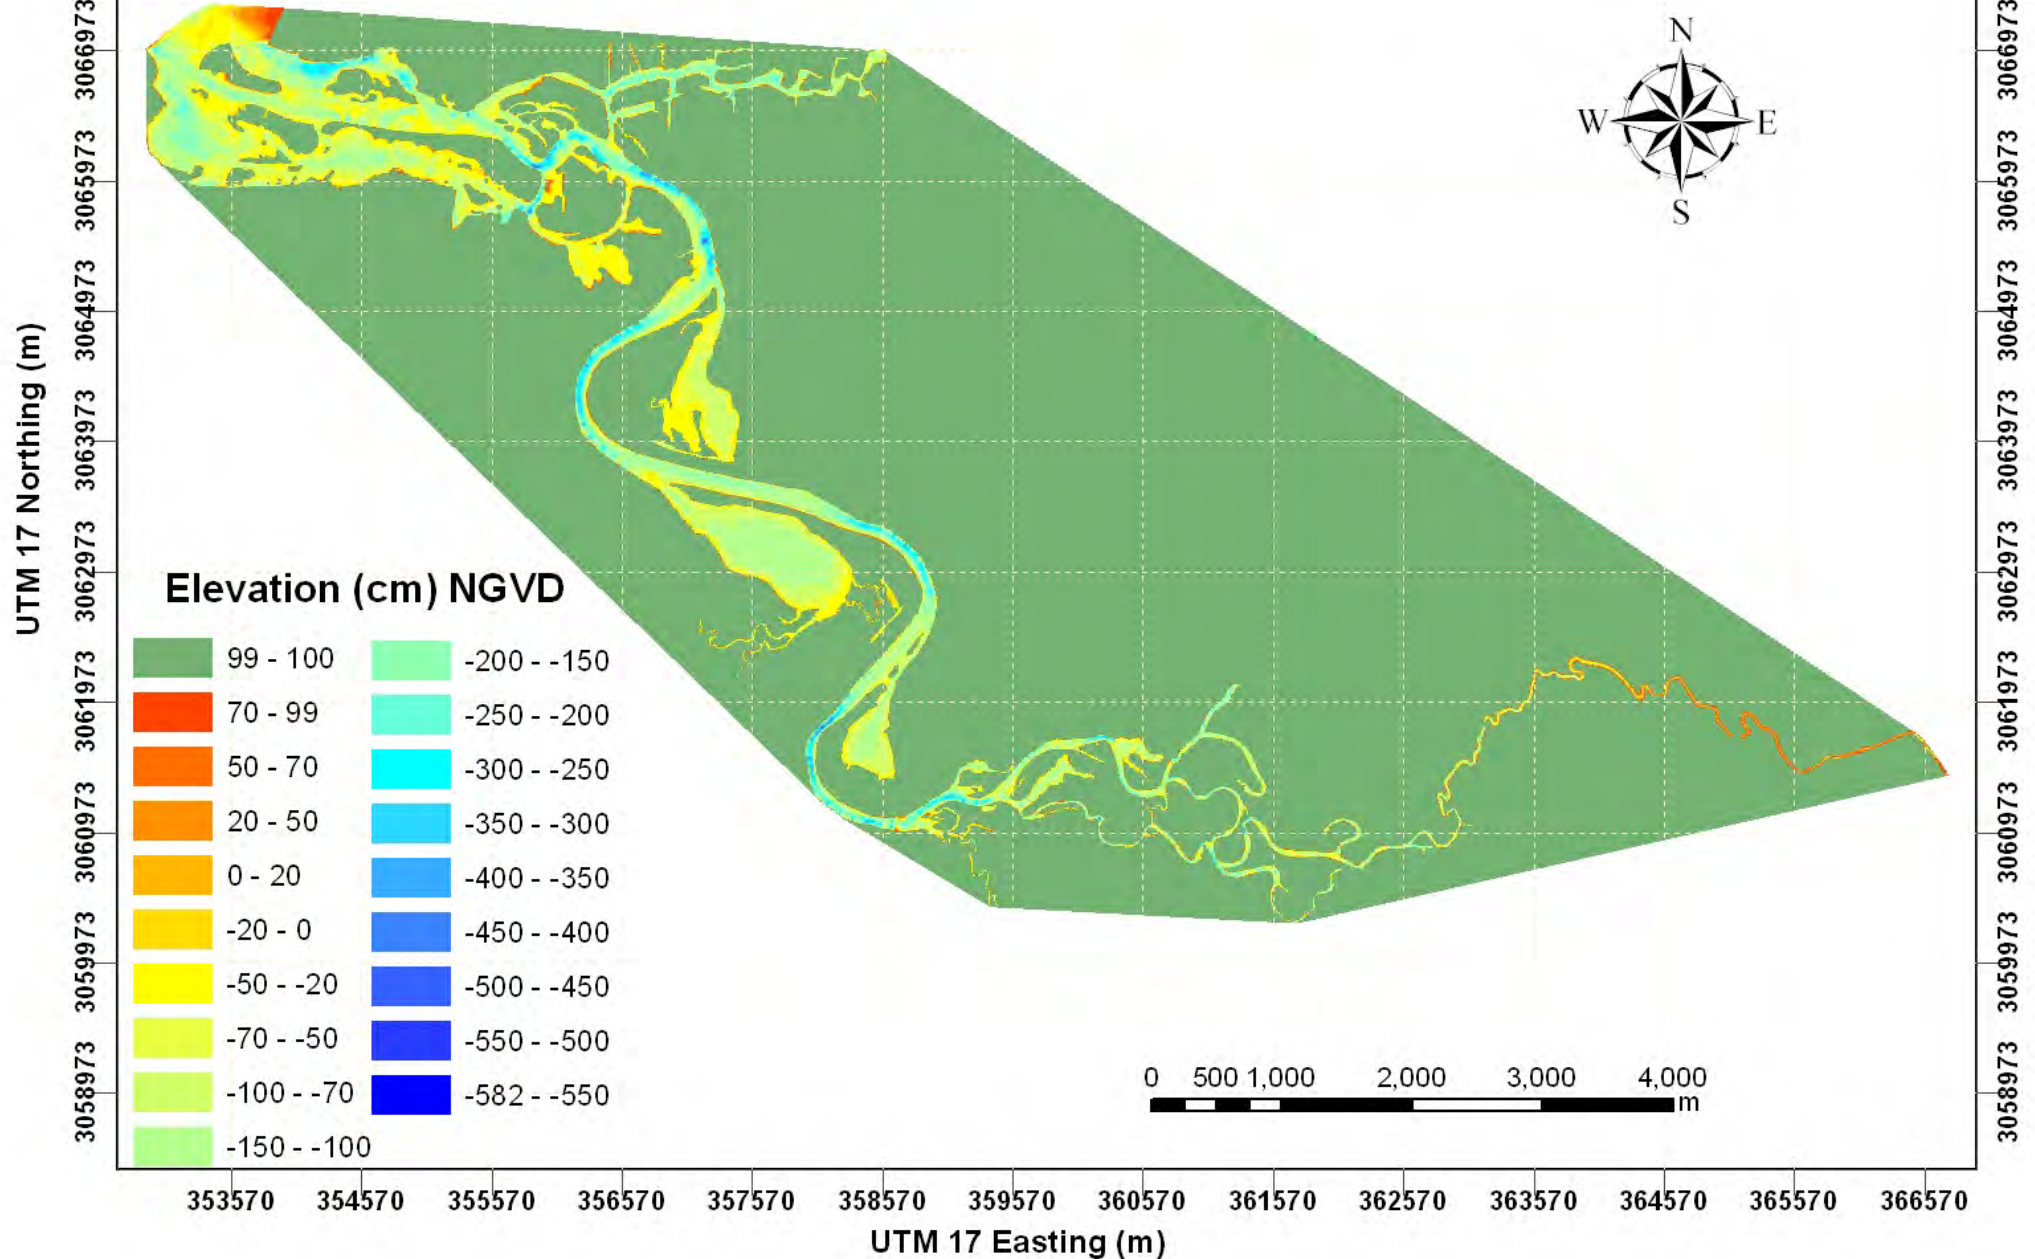 N
W E
S
3066973
3065973
3064973
3063973
3062973
3061973
3060973
3059973
3058973
UTM 17 Northing (m)
3066973
3065973
3064973
3063973
3062973
3061973
3060973
3059973
3058973
Elevation (cm) NGVD
99 - 100
70 - 99
50 - 70
20 - 50
0 - 20
-20 - 0
-50 - -20
-70 - -50
-100 - -70
-150 - -100
-200 - -150
-250 - -200
-300 - -250
-350 - -300
-400 - -350
-450 - -400
-500 - -450
-550 - -500
-582 - -550
0 500 1,000 2,000 3,000 4,000
m
353570 354570 355570 356570 357570 358570 359570 360570 361570 362570 363570 364570 365570 366570
UTM 17 Easting (m)